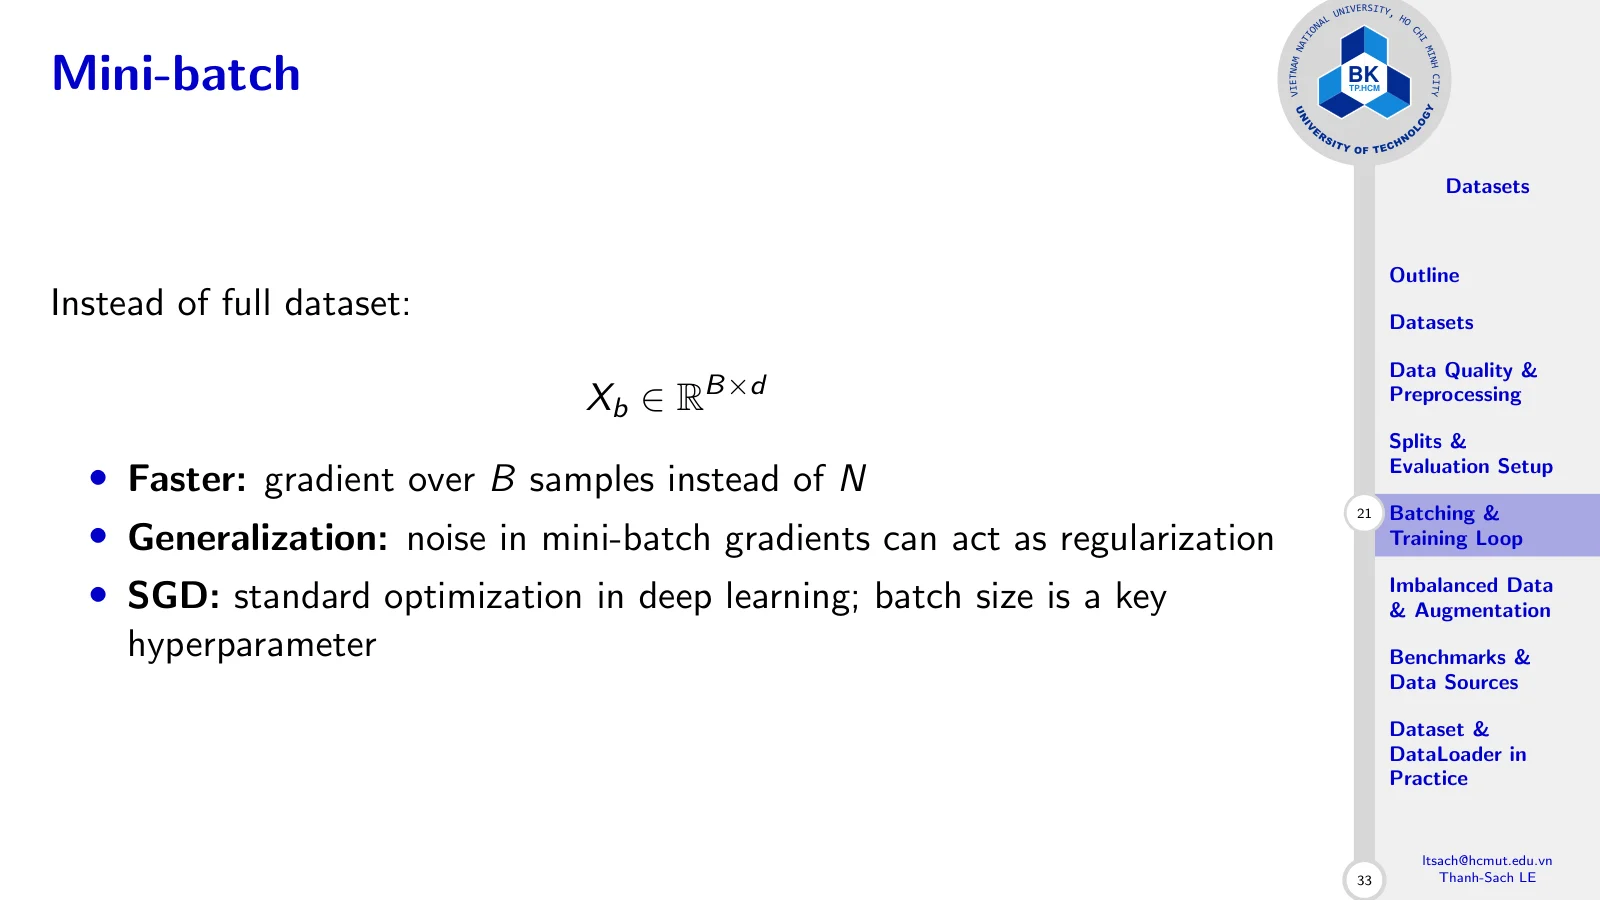 Mini-batch
Instead of full dataset:
X_b ∈ ℝ^{B×d}
• Faster: gradient over B samples instead of N
• Generalization: noise in mini-batch gradients can act as regularization
• SGD: standard optimization in deep learning; batch size is a key
hyperparameter
VIETNAM NATIONAL UNIVERSITY, HO CHI MINH CITY
BK
TP.HCM
UNIVERSITY OF TECHNOLOGY
Datasets
Outline
Datasets
Data Quality &
Preprocessing
Splits &
Evaluation Setup
21
Batching &
Training Loop
Imbalanced Data
& Augmentation
Benchmarks &
Data Sources
Dataset &
DataLoader in
Practice
ltsach@hcmut.edu.vn
Thanh-Sach LE
33